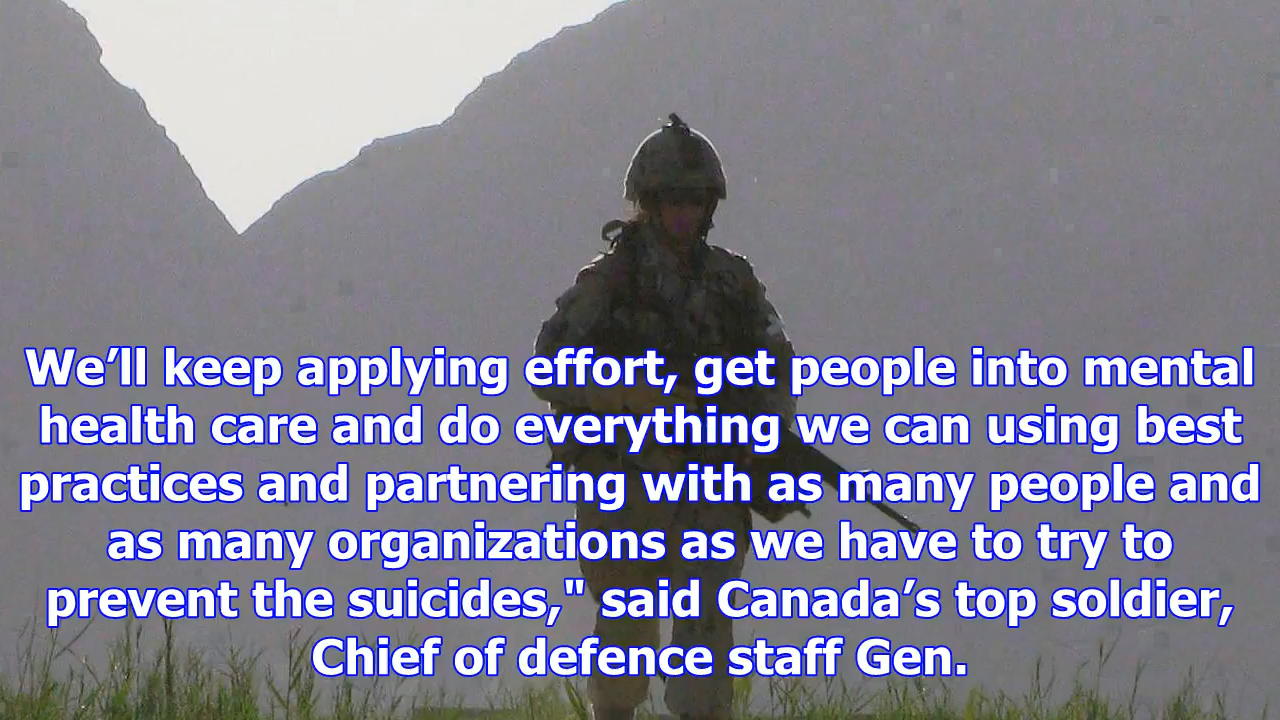 We’ll keep applying effort, get people into mental
health care and do everything we can using best
practices and partnering with as many people and
as many organizations as we have to try to
prevent the suicides," said Canada’s top soldier,
Chief of defence staff Gen.